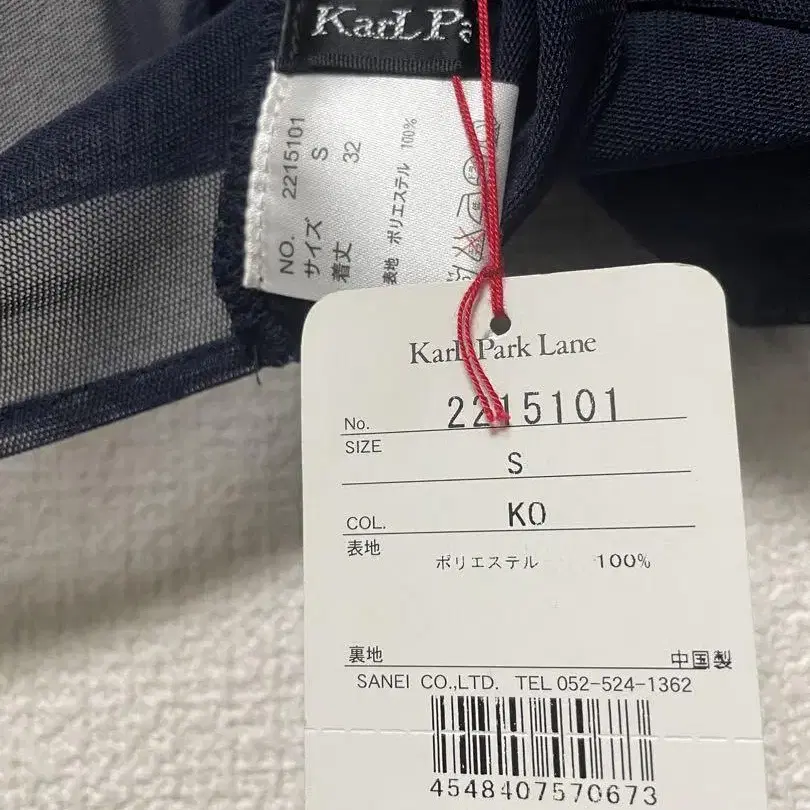 KarL Pa
NO. 2215101
サイズ S
着丈 32
表地 ポリエステル 100%
KarL Park Lane
No. 2215101
SIZE
S
COL. KO
表地
ポリエステル 100%
裏地
中国製
SANEI CO.,LTD. TEL 052-524-1362
4548407570673